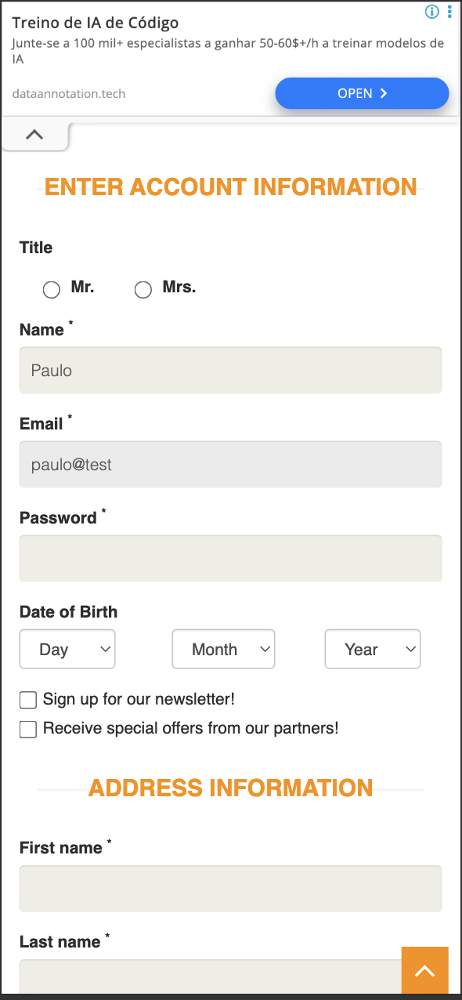 Treino de IA de Código
Junte-se a 100 mil+ especialistas a ganhar 50-60$+/h a treinar modelos de
IA
dataannotation.tech
OPEN
ENTER ACCOUNT INFORMATION
Title
Mr. Mrs.
Name *
Paulo
Email *
paulo@test
Password *
Date of Birth
Day Month Year
Sign up for our newsletter!
Receive special offers from our partners!
ADDRESS INFORMATION
First name *
Last name *